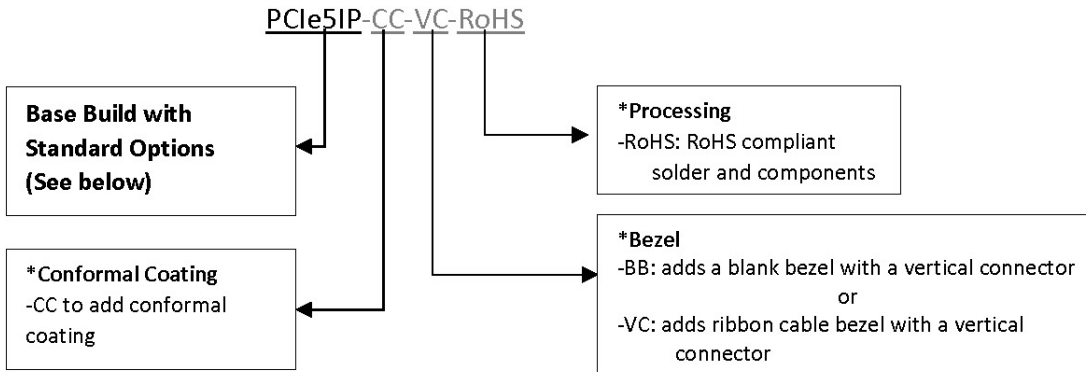 PCIe5IP-CC-VC-RoHS
Base Build with
Standard Options
(See below)
*Conformal Coating
-CC to add conformal
coating
*Processing
-RoHS: RoHS compliant
solder and components
*Bezel
-BB: adds a blank bezel with a vertical connector
or
-VC: adds ribbon cable bezel with a vertical
connector